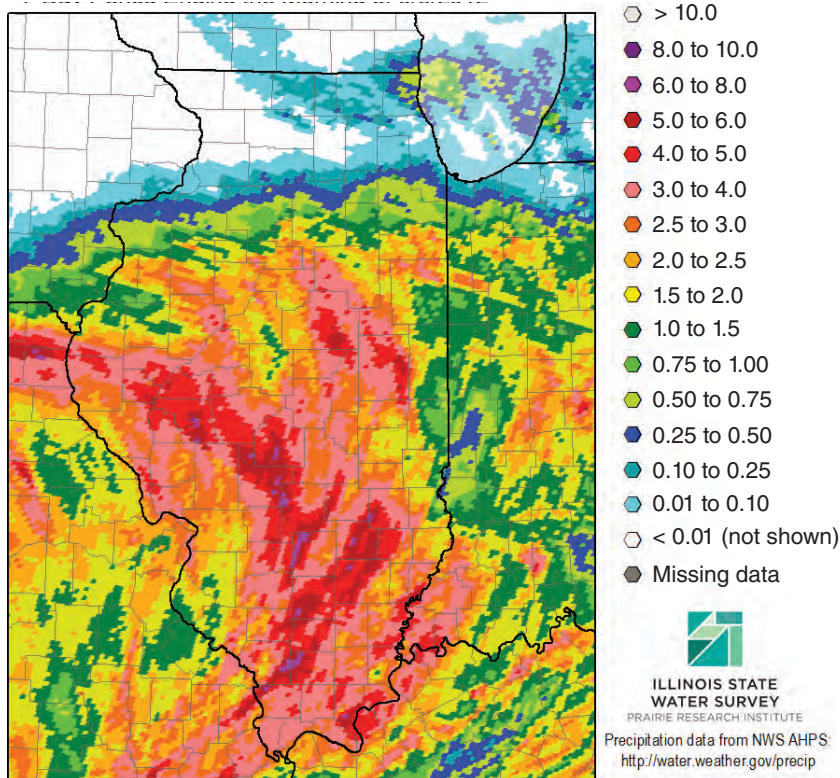 > 10.0
8.0 to 10.0
6.0 to 8.0
5.0 to 6.0
4.0 to 5.0
3.0 to 4.0
2.5 to 3.0
2.0 to 2.5
1.5 to 2.0
1.0 to 1.5
0.75 to 1.00
0.50 to 0.75
0.25 to 0.50
0.10 to 0.25
0.01 to 0.10
< 0.01 (not shown)
Missing data
ILLINOIS STATE
WATER SURVEY
PRAIRIE RESEARCH INSTITUTE
Precipitation data from NWS AHPS:
http://water.weather.gov/precip